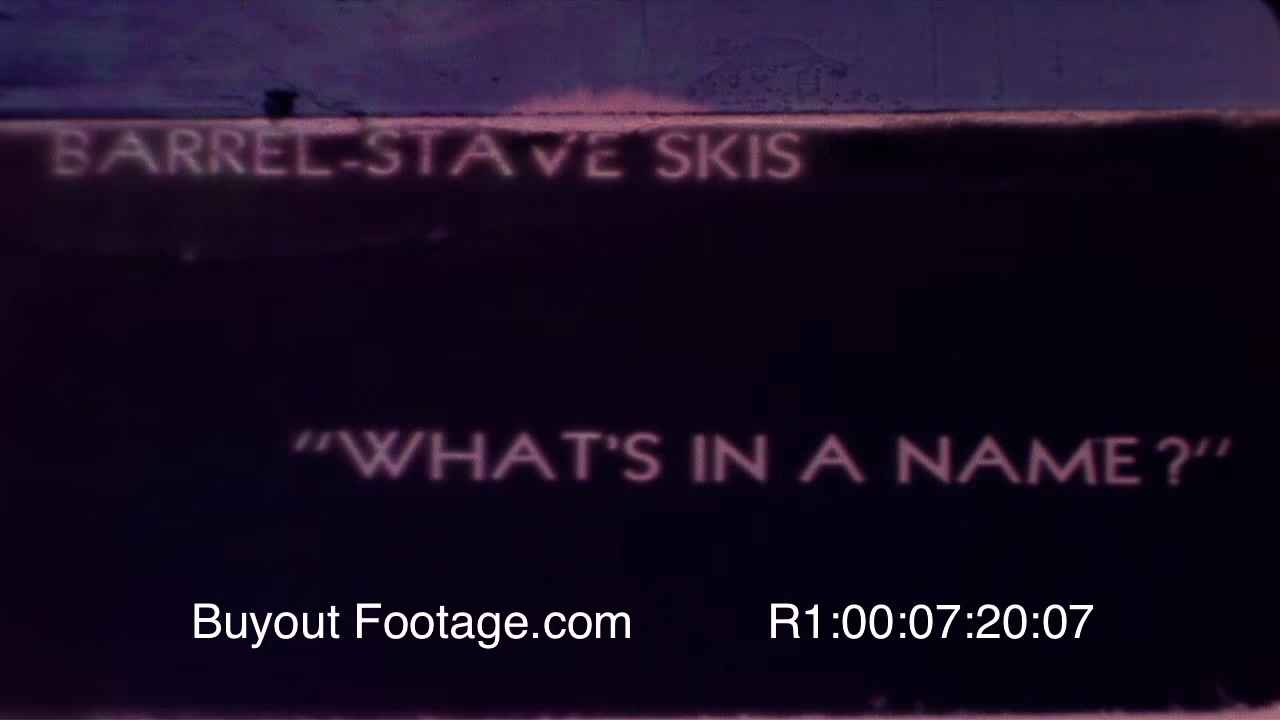 BARREL-STAVE SKIS
"WHAT'S IN A NAME?"
Buyout Footage.com R1:00:07:20:07